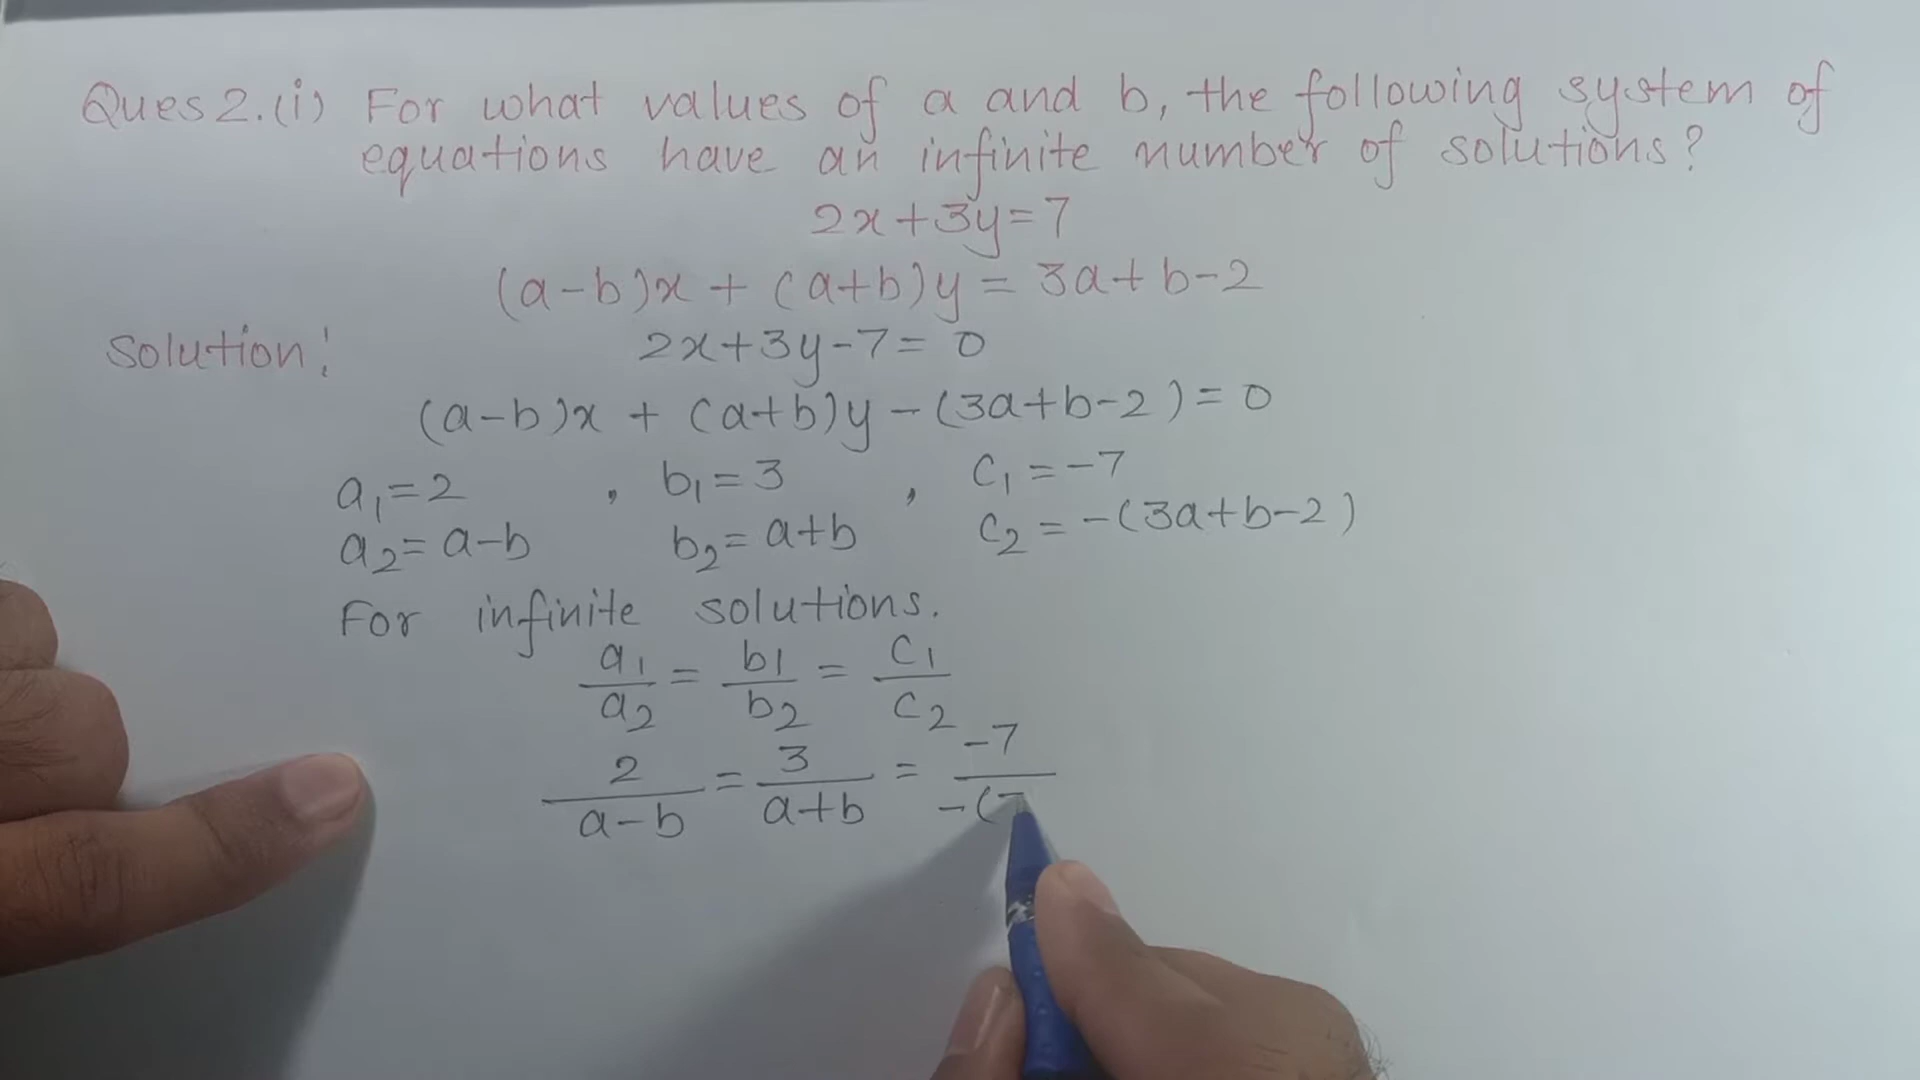 Ques 2.(i) For what values of a and b, the following system of
equations have an infinite number of solutions?
2x+3y=7
(a-b)x + (a+b)y = 3a+b-2
Solution:
2x+3y-7=0
(a-b)x + (a+b)y-(3a+b-2)=0
a₁=2 , b₁=3 , c₁=-7
a₂=a-b b₂=a+b c₂=-(3a+b-2)
For infinite solutions.
a₁/a₂ = b₁/b₂ = c₁/c₂
2/(a-b) = 3/(a+b) = -7/-(